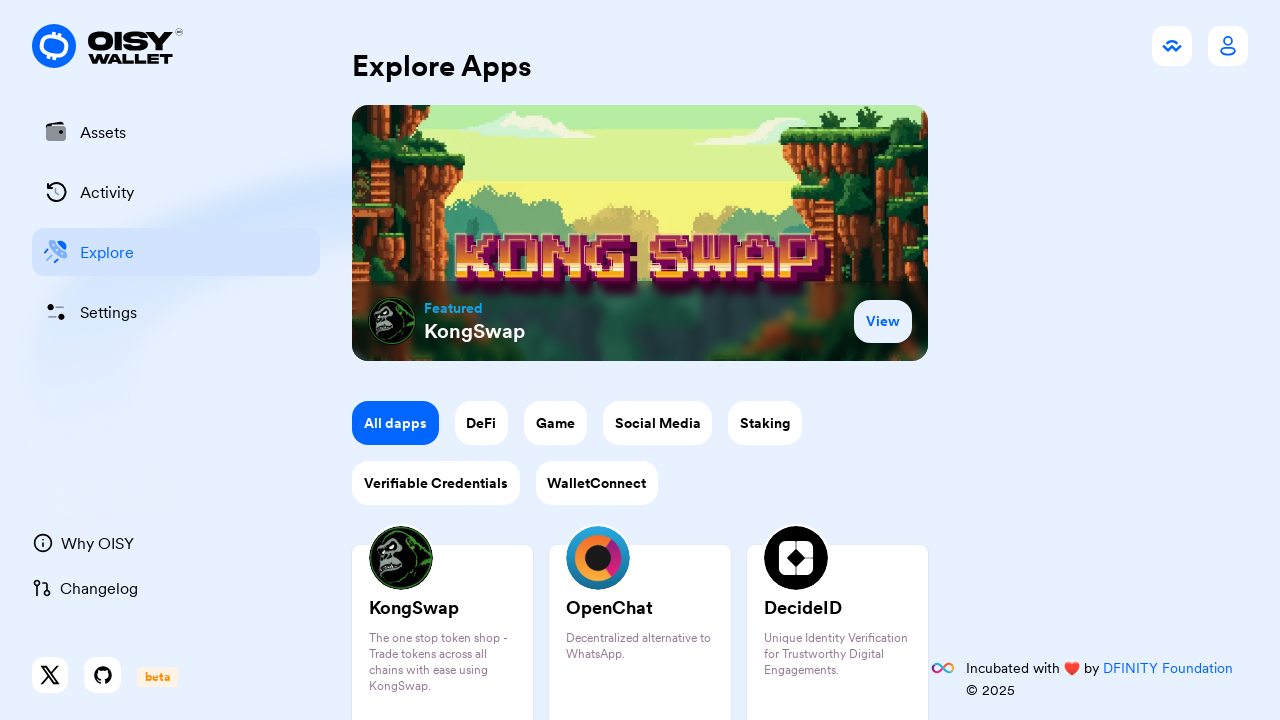 OISY
WALLET
Explore Apps
Assets
Activity
Explore
Settings
KONG SWAP
Featured
KongSwap
View
All dapps
DeFi
Game
Social Media
Staking
Verifiable Credentials
WalletConnect
Why OISY
Changelog
beta
KongSwap
The one stop token shop -
Trade tokens across all
chains with ease using
KongSwap.
OpenChat
Decentralized alternative to
WhatsApp.
DecideID
Unique Identity Verification
for Trustworthy Digital
Engagements.
Incubated with ❤️ by DFINITY Foundation
© 2025